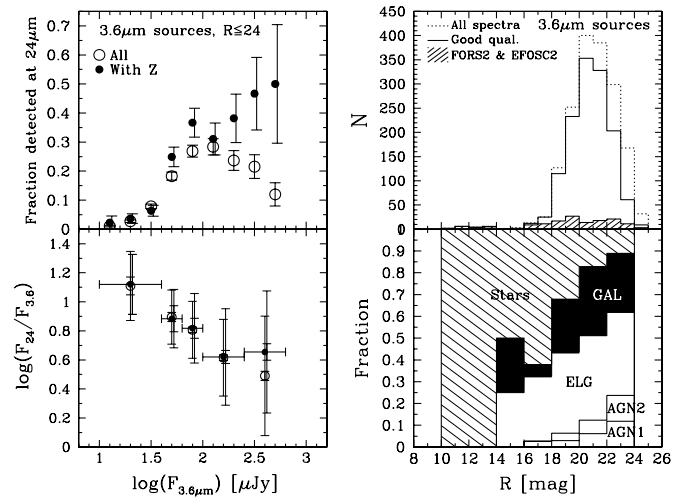 3.6μm sources, R≤24
All
With Z
Fraction detected at 24μm
0.7
0.6
0.5
0.4
0.3
0.2
0.1
0
log(F24/F3.6)
1.4
1.2
1
0.8
0.6
0.4
0.2
0
1 1.5 2 2.5 3
log(F3.6μm) [μJy]
All spectra 3.6μm sources
Good qual.
FORS2 & EFOSC2
N
450
400
350
300
250
200
150
100
50
0
Fraction
0.9
0.8
0.7
0.6
0.5
0.4
0.3
0.2
0.1
0
Stars GAL
ELG
AGN2
AGN1
8 10 12 14 16 18 20 22 24 26
R [mag]